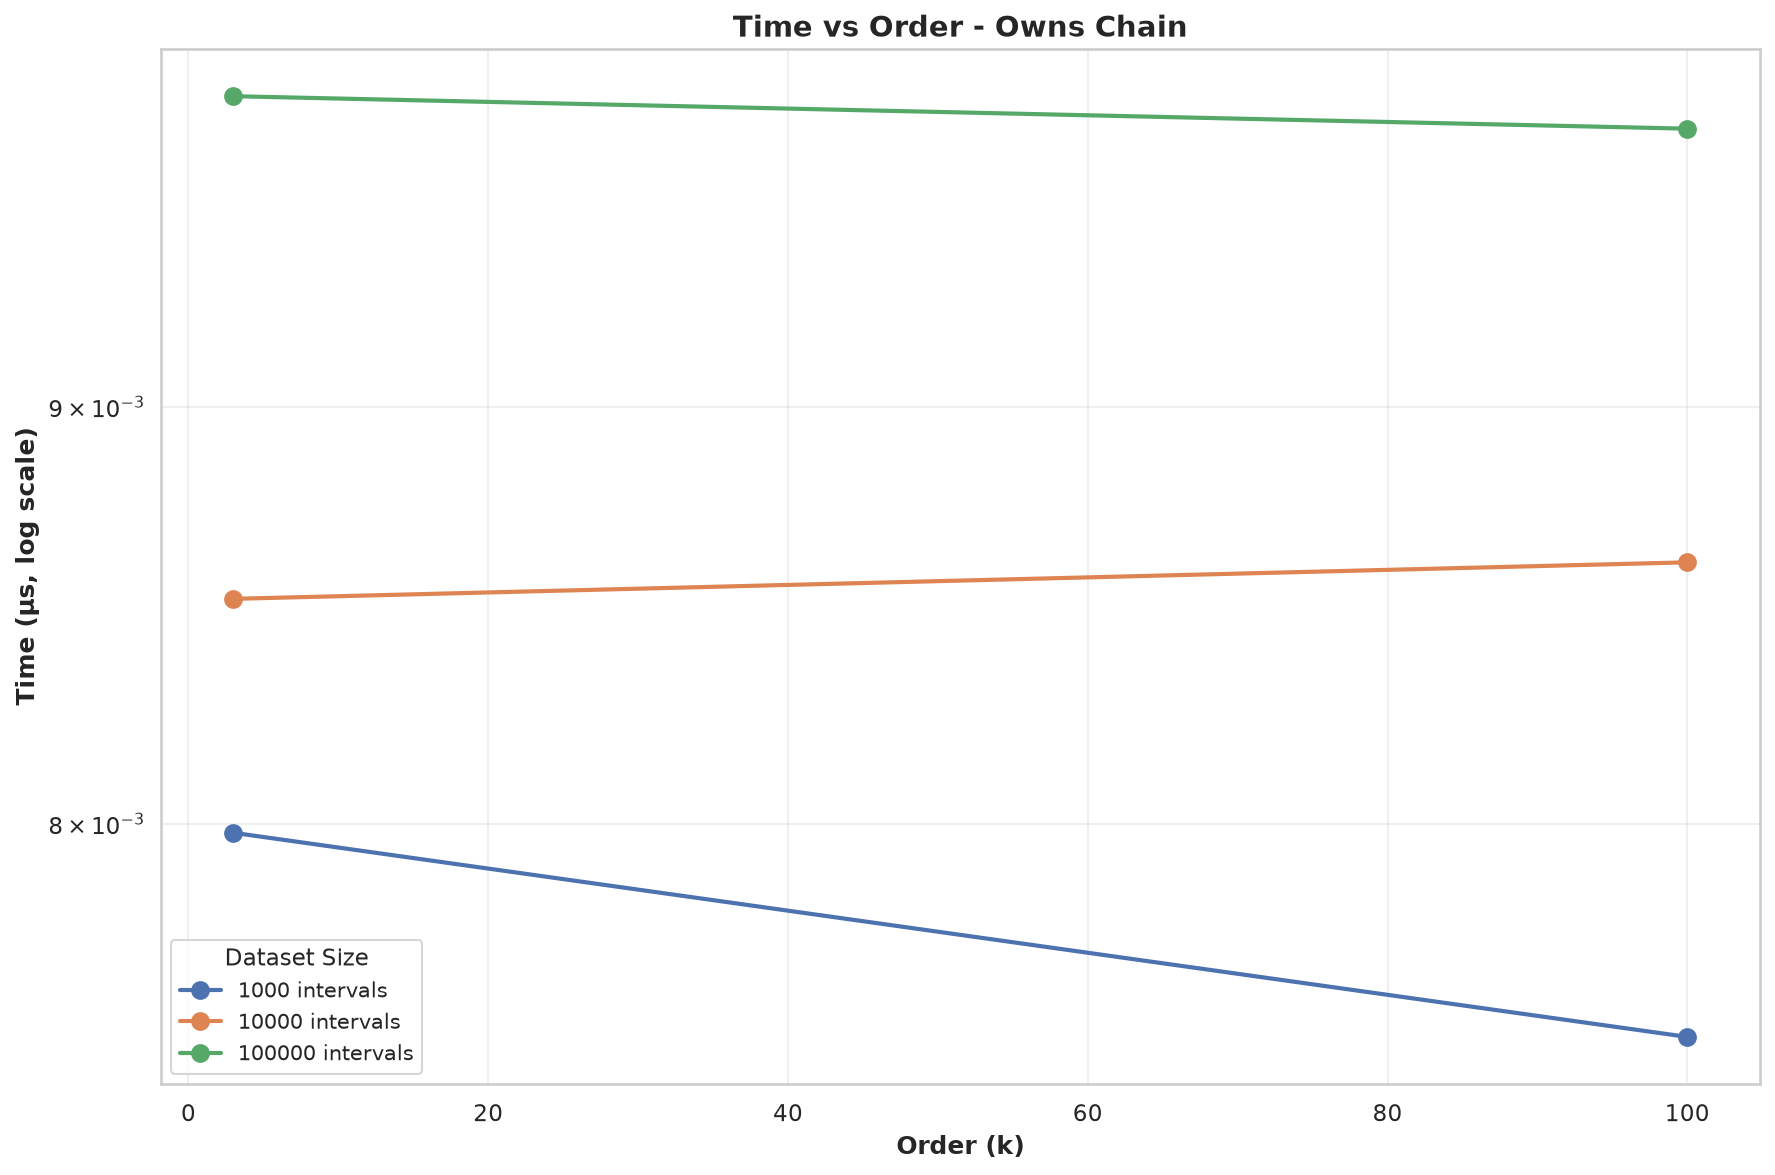 Time vs Order - Owns Chain
Time (µs, log scale)
9 × 10⁻³
8 × 10⁻³
Dataset Size
1000 intervals
10000 intervals
100000 intervals
0 20 40 60 80 100
Order (k)